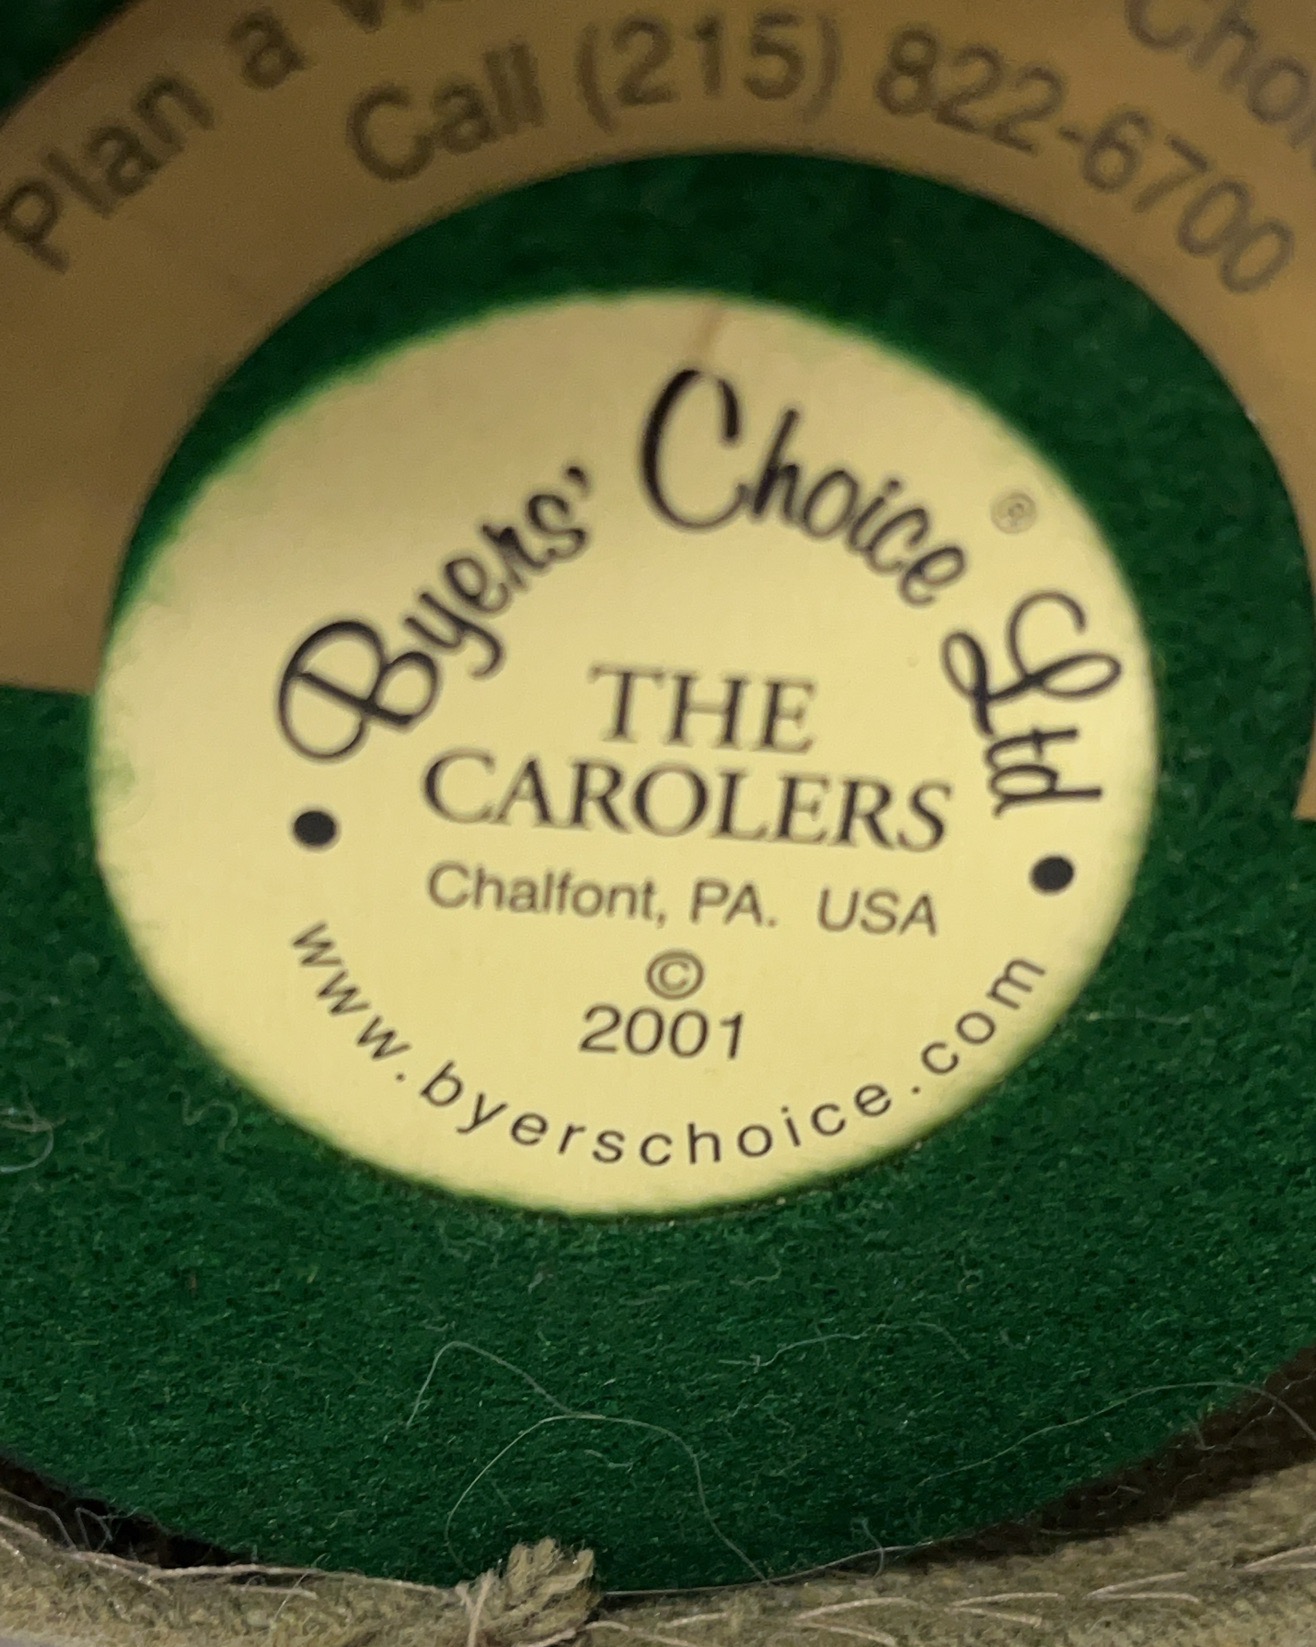 Plan a
Call (215) 822-6700
Byers' Choice Ltd
®
THE
CAROLERS
Chalfont, PA. USA
©
2001
www.byerschoice.com